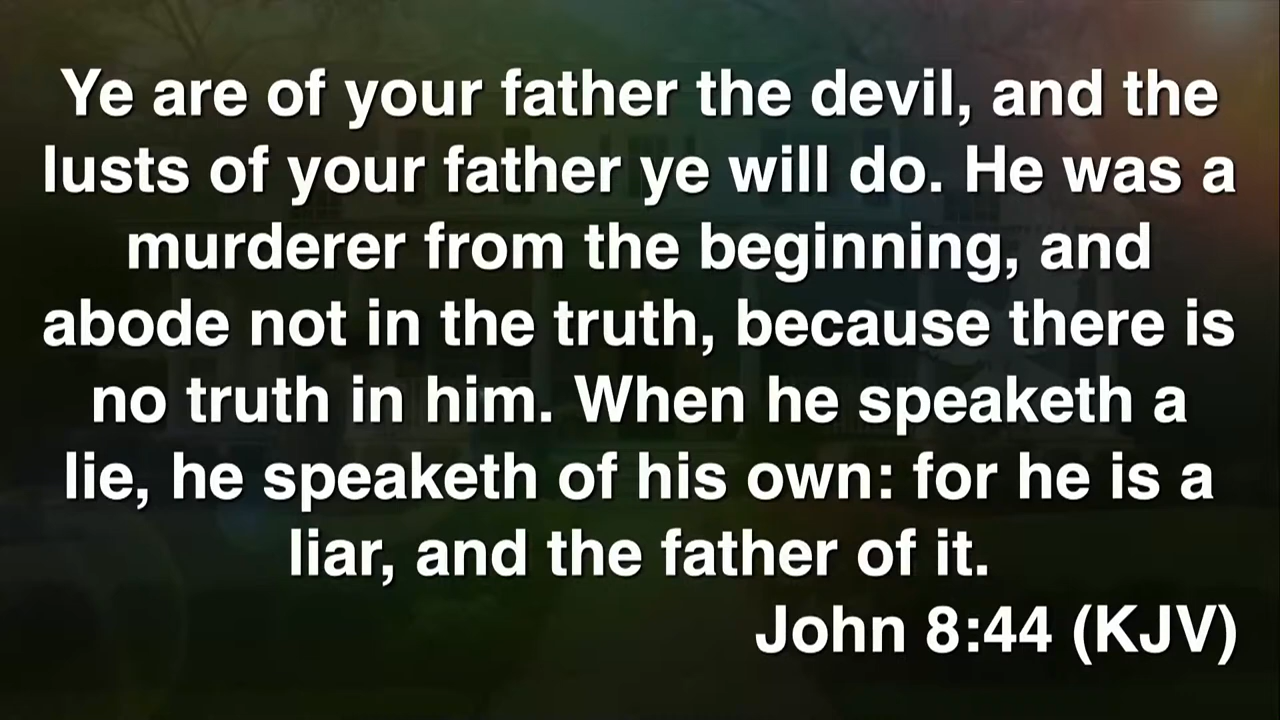 Ye are of your father the devil, and the
lusts of your father ye will do. He was a
murderer from the beginning, and
abode not in the truth, because there is
no truth in him. When he speaketh a
lie, he speaketh of his own: for he is a
liar, and the father of it.
John 8:44 (KJV)